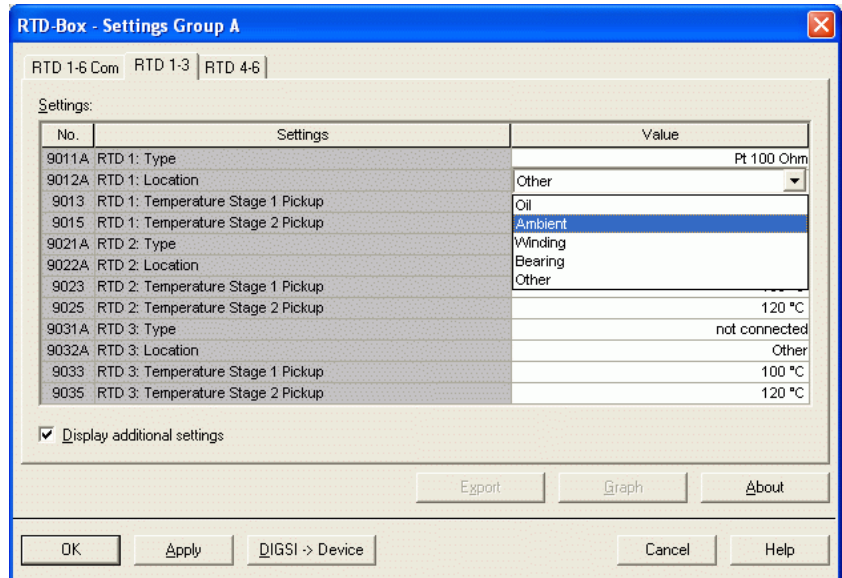 RTD-Box - Settings Group A
RTD 1-6 Com RTD 1-3 RTD 4-6
Settings:
No. Settings Value
9011A RTD 1: Type Pt 100 Ohm
9012A RTD 1: Location Other
9013 RTD 1: Temperature Stage 1 Pickup Oil
9015 RTD 1: Temperature Stage 2 Pickup Ambient
9021A RTD 2: Type Winding
9022A RTD 2: Location Bearing
9023 RTD 2: Temperature Stage 1 Pickup Other
9025 RTD 2: Temperature Stage 2 Pickup 120 °C
9031A RTD 3: Type not connected
9032A RTD 3: Location Other
9033 RTD 3: Temperature Stage 1 Pickup 100 °C
9035 RTD 3: Temperature Stage 2 Pickup 120 °C
Display additional settings
Export Graph About
OK Apply DIGSI -> Device Cancel Help